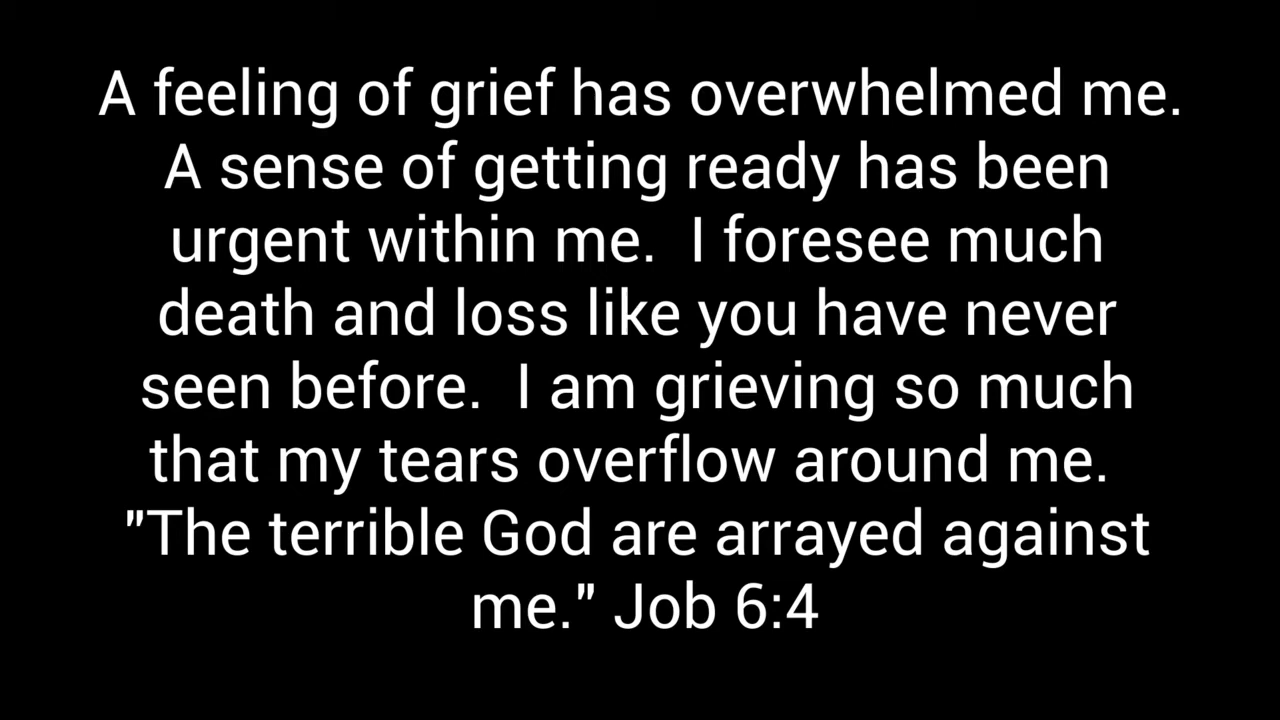 A feeling of grief has overwhelmed me.
A sense of getting ready has been
urgent within me.  I foresee much
death and loss like you have never
seen before.  I am grieving so much
that my tears overflow around me.
"The terrible God are arrayed against
me." Job 6:4